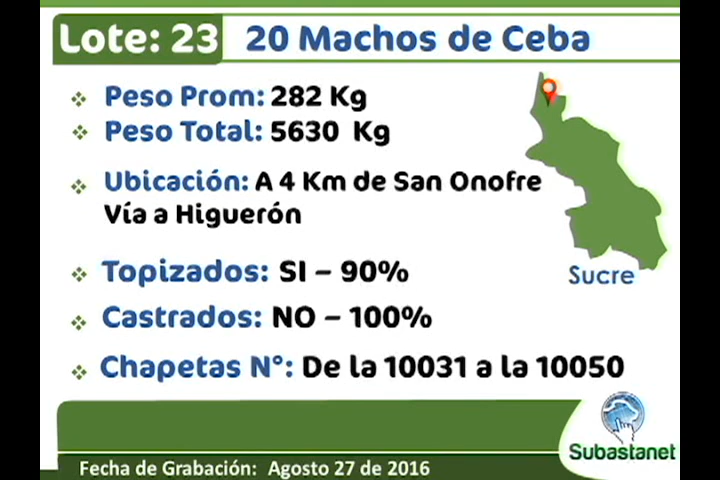 Lote: 23 20 Machos de Ceba
Peso Prom: 282 Kg
Peso Total: 5630 Kg
Ubicación: A 4 Km de San Onofre
Vía a Higuerón
Topizados: SI – 90%
Sucre
Castrados: NO – 100%
Chapetas N°: De la 10031 a la 10050
Subastanet
Fecha de Grabación: Agosto 27 de 2016